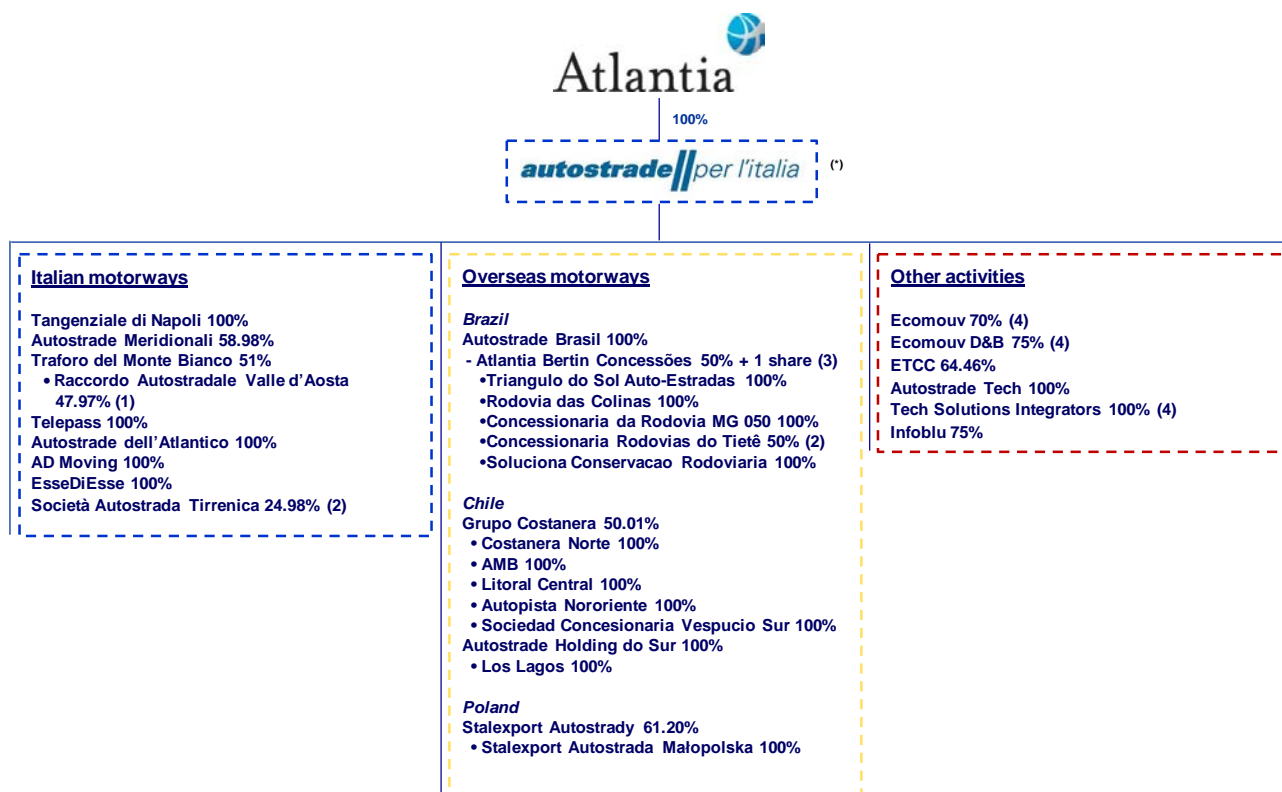 Atlantia
100%
autostrade//per l'italia (*)
Italian motorways
Tangenziale di Napoli 100%
Autostrade Meridionali 58.98%
Traforo del Monte Bianco 51%
• Raccordo Autostradale Valle d'Aosta
47.97% (1)
Telepass 100%
Autostrade dell'Atlantico 100%
AD Moving 100%
EsseDiEsse 100%
Società Autostrada Tirrenica 24.98% (2)
Overseas motorways
Brazil
Autostrade Brasil 100%
- Atlantia Bertin Concessões 50% + 1 share (3)
•Triangulo do Sol Auto-Estradas 100%
•Rodovia das Colinas 100%
•Concessionaria da Rodovia MG 050 100%
•Concessionaria Rodovias do Tietê 50% (2)
•Soluciona Conservacao Rodoviaria 100%
Chile
Grupo Costanera 50.01%
• Costanera Norte 100%
• AMB 100%
• Litoral Central 100%
• Autopista Nororiente 100%
• Sociedad Concesionaria Vespucio Sur 100%
Autostrade Holding do Sur 100%
• Los Lagos 100%
Poland
Stalexport Autostrady 61.20%
• Stalexport Autostrada Małopolska 100%
Other activities
Ecomouv 70% (4)
Ecomouv D&B 75% (4)
ETCC 64.46%
Autostrade Tech 100%
Tech Solutions Integrators 100% (4)
Infoblu 75%